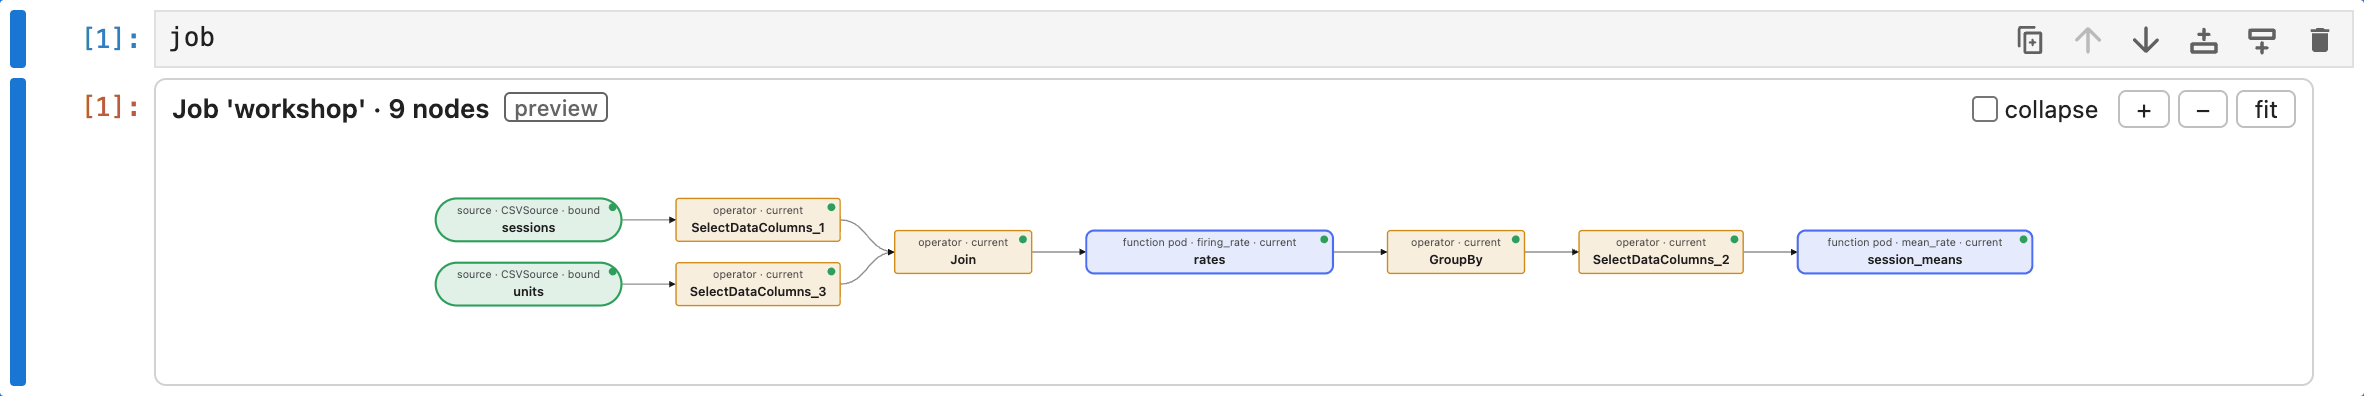 [1]: job
[1]: Job 'workshop' · 9 nodes preview
collapse + − fit
source · CSVSource · bound
sessions
operator · current
SelectDataColumns_1
source · CSVSource · bound
units
operator · current
SelectDataColumns_3
operator · current
Join
function pod · firing_rate · current
rates
operator · current
GroupBy
operator · current
SelectDataColumns_2
function pod · mean_rate · current
session_means